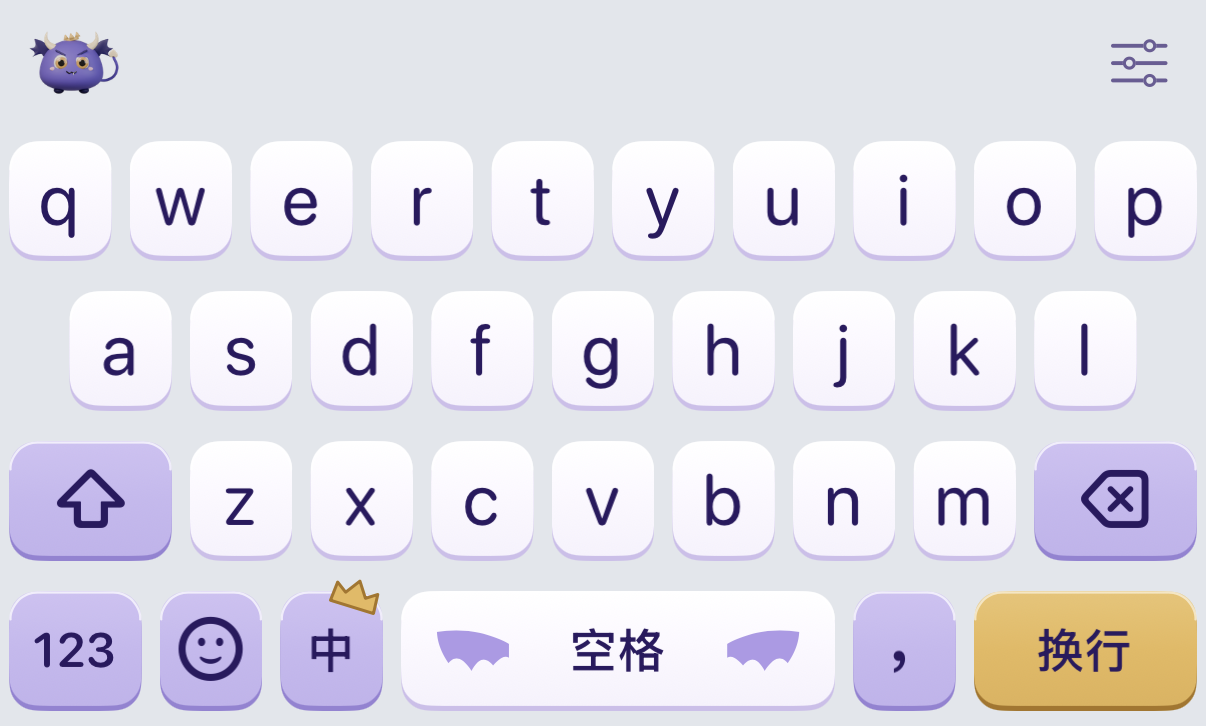 q w e r t y u i o p
a s d f g h j k l
z x c v b n m
123 中 空格 ， 换行